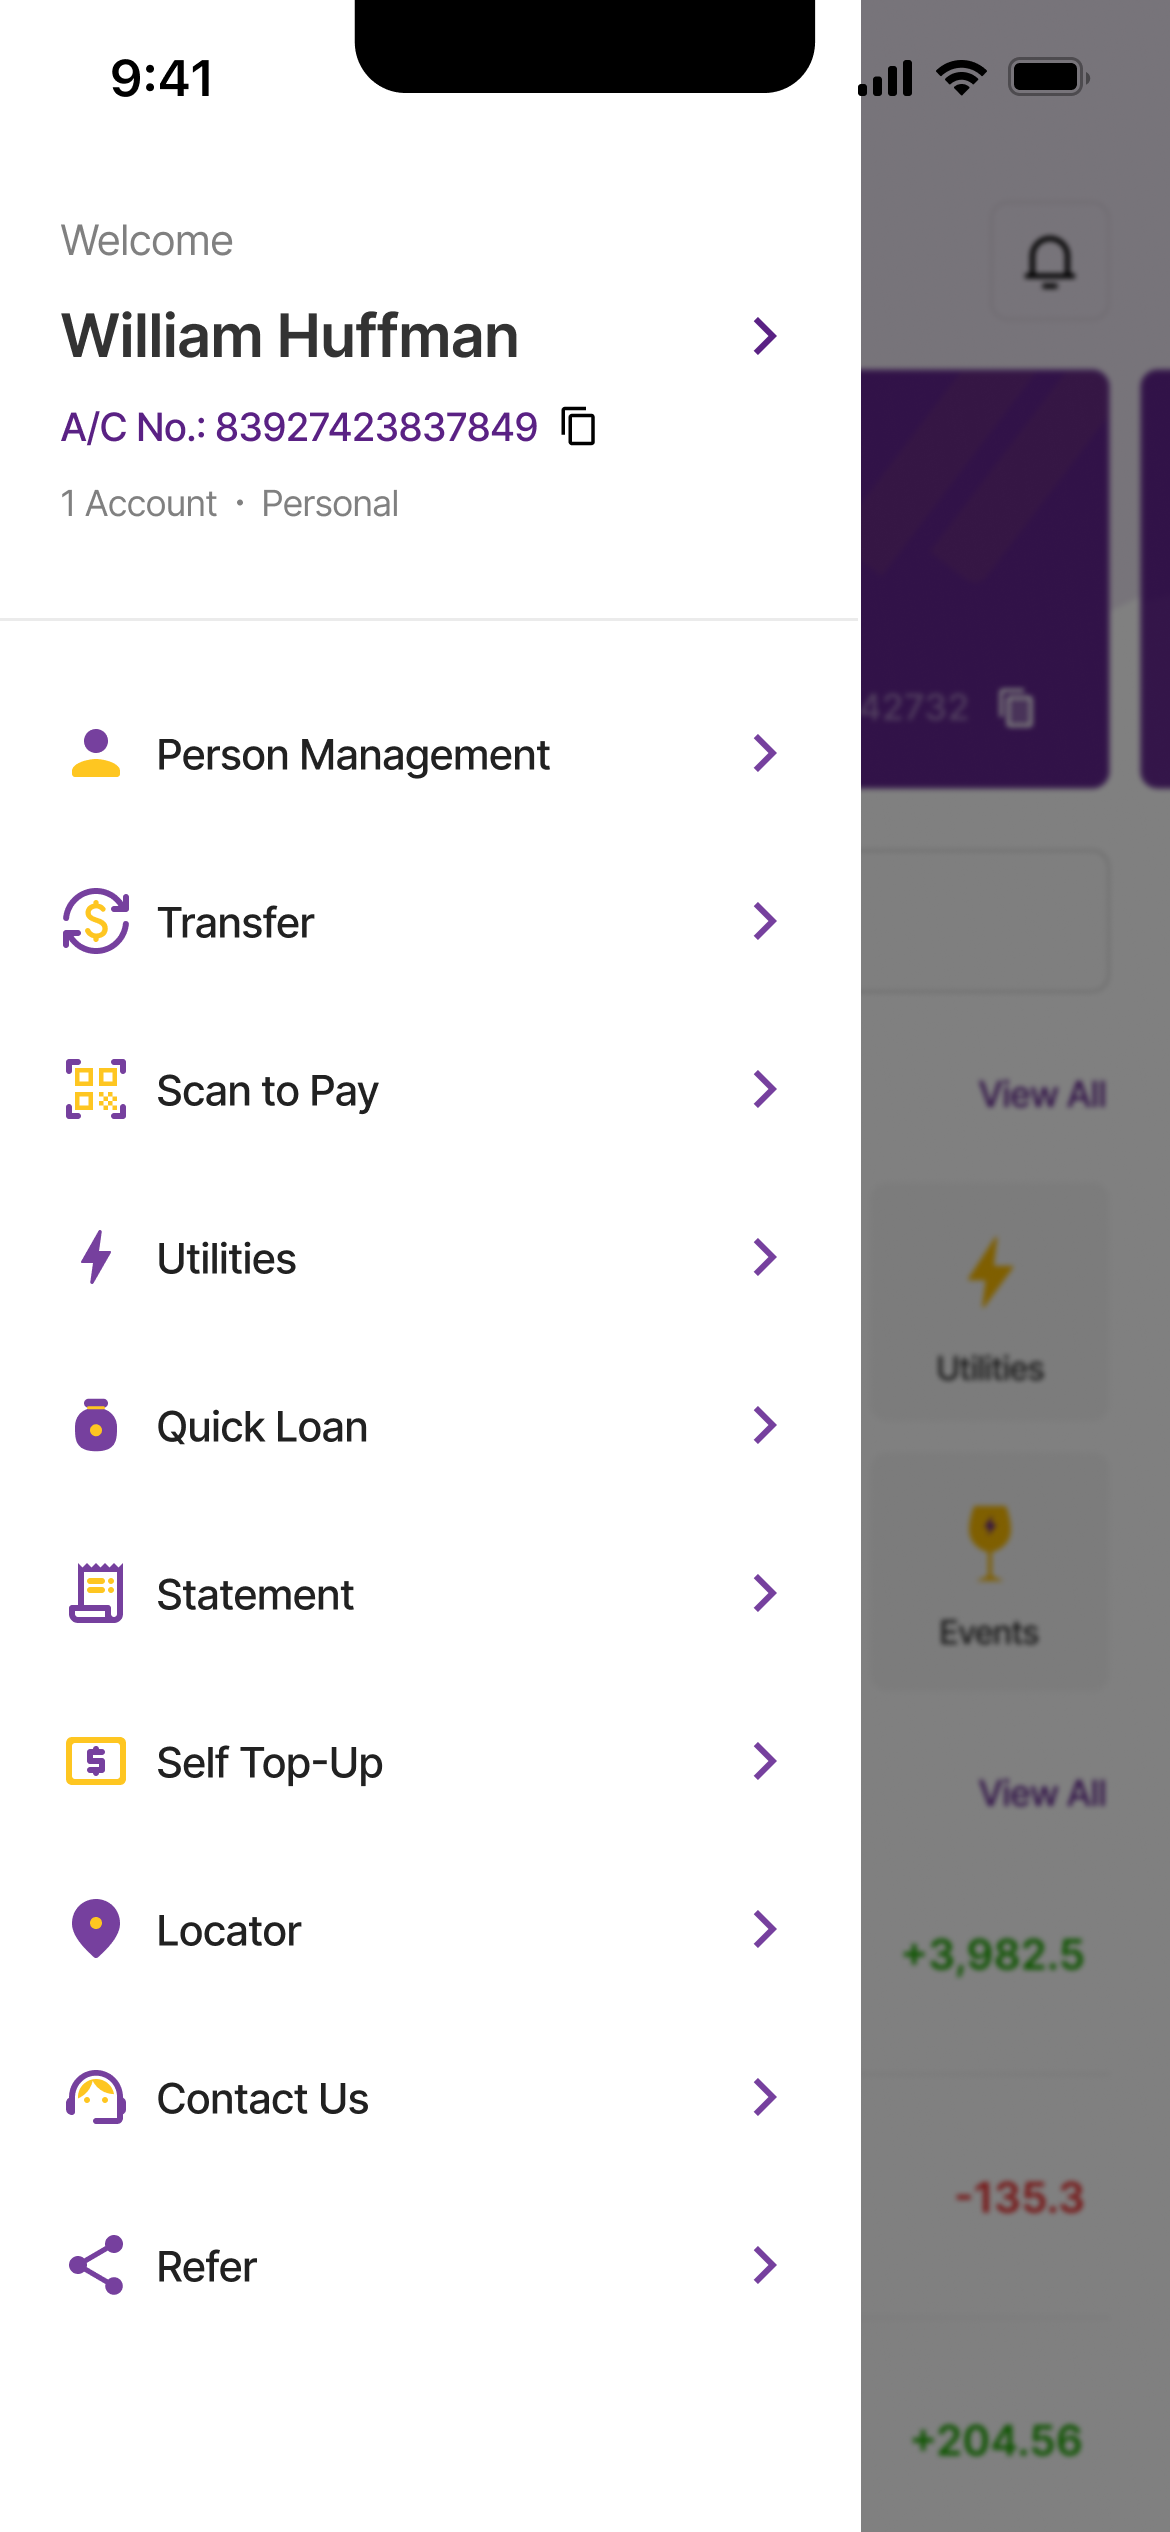 9:41
Welcome
William Huffman
A/C No.: 83927423837849
1 Account • Personal
42732
Person Management
Transfer
Scan to Pay
View All
Utilities
Utilities
Quick Loan
Statement
Events
Self Top-Up
View All
Locator
+3,982.5
Contact Us
-135.3
Refer
+204.56